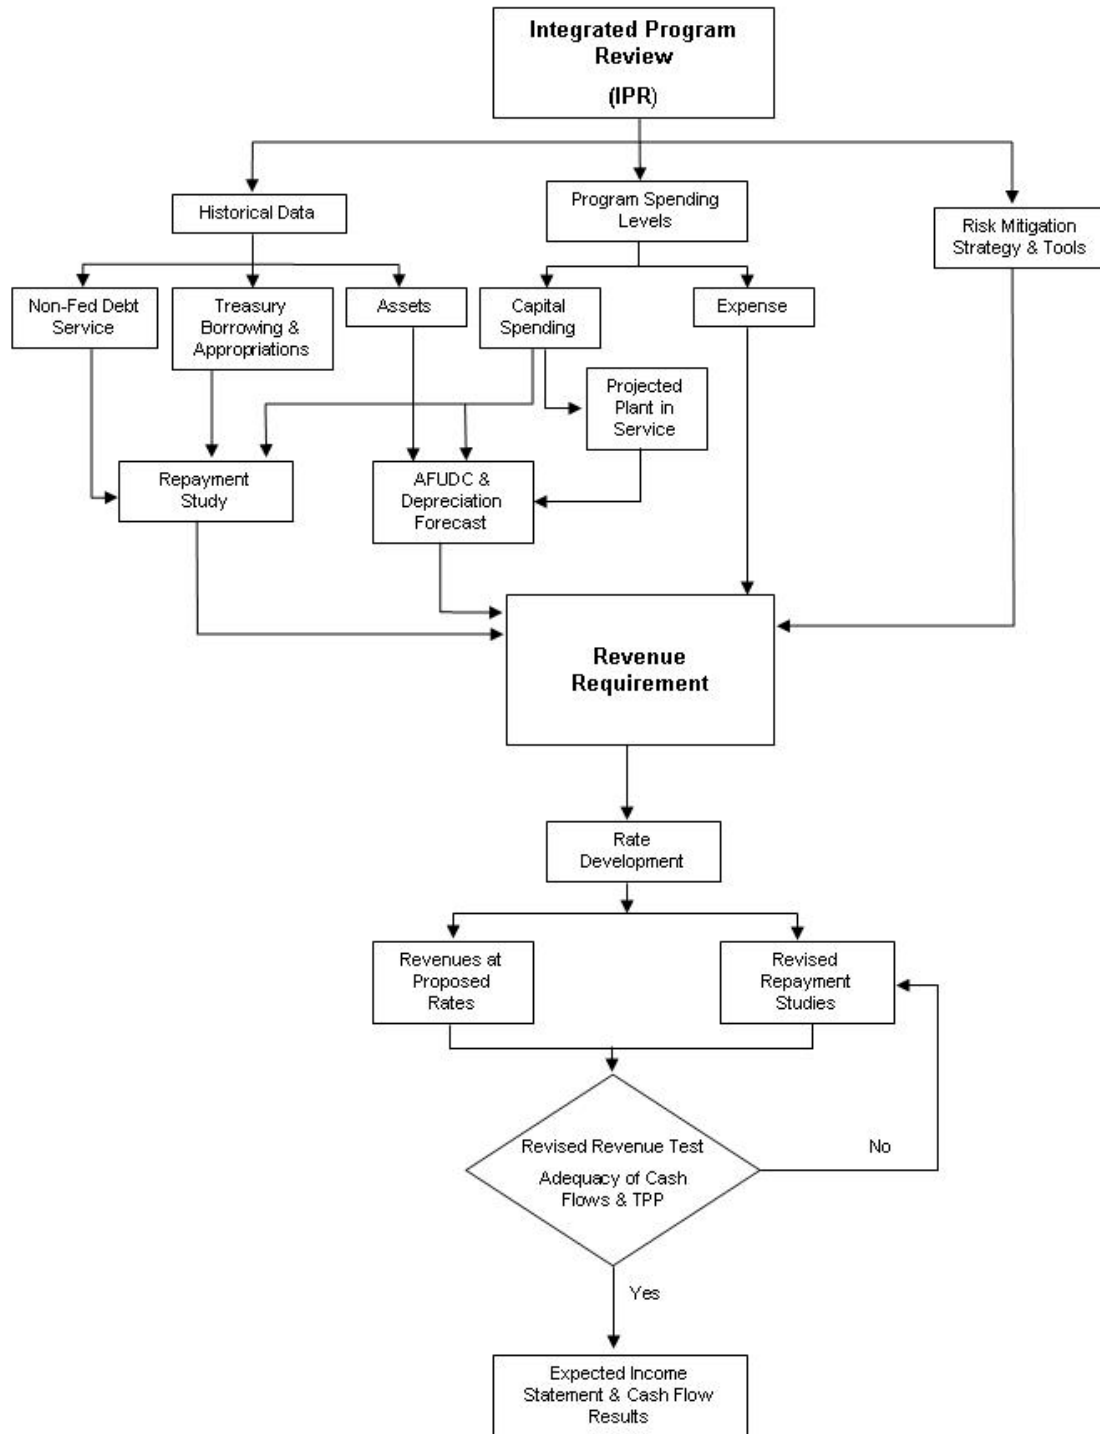 Integrated Program
Review
(IPR)
Historical Data
Program Spending
Levels
Risk Mitigation
Strategy & Tools
Non-Fed Debt
Service
Treasury
Borrowing &
Appropriations
Assets
Capital
Spending
Expense
Projected
Plant in
Service
Repayment
Study
AFUDC &
Depreciation
Forecast
Revenue
Requirement
Rate
Development
Revenues at
Proposed
Rates
Revised
Repayment
Studies
Revised Revenue Test
Adequacy of Cash
Flows & TPP
No
Yes
Expected Income
Statement & Cash Flow
Results